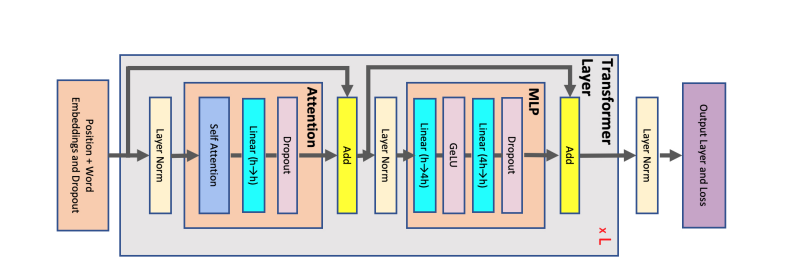 Position + Word
Embeddings and Dropout
Layer Norm
Self Attention
Linear (h→h)
Dropout
Attention
Add
Layer Norm
Linear (h→4h)
GeLU
Linear (4h→h)
Dropout
MLP
Add
Transformer
Layer
x L
Layer Norm
Output Layer and Loss